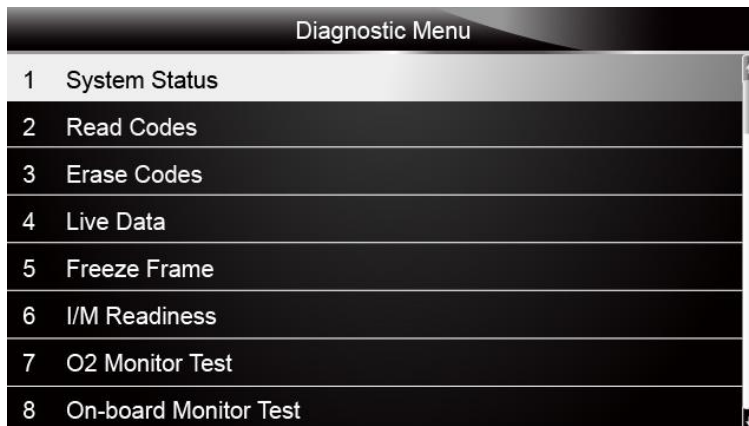 Diagnostic Menu
1 System Status
2 Read Codes
3 Erase Codes
4 Live Data
5 Freeze Frame
6 I/M Readiness
7 O2 Monitor Test
8 On-board Monitor Test